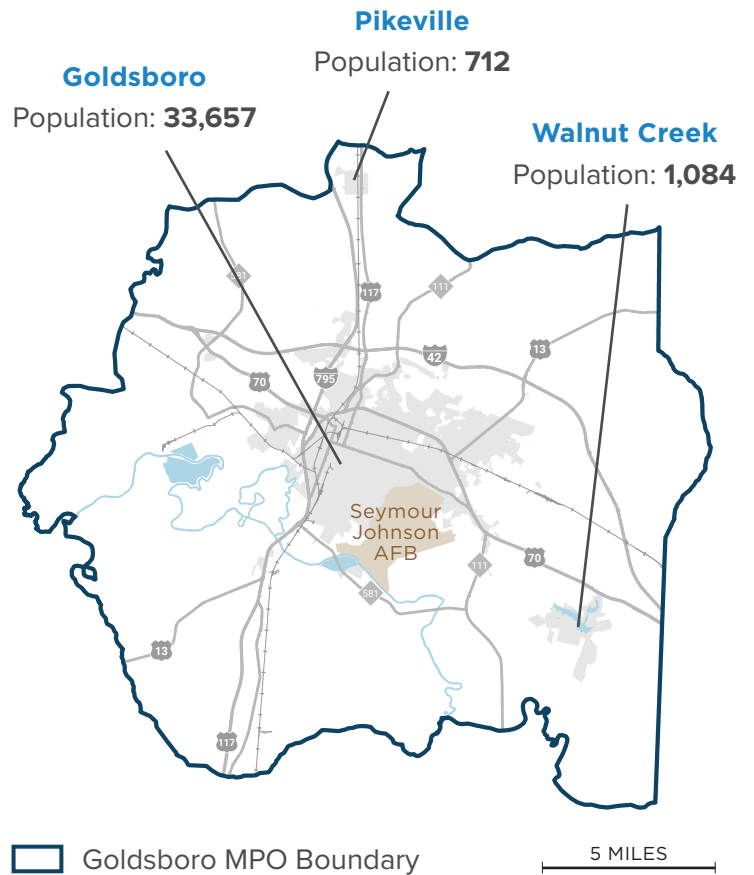 Pikeville
Population: 712
Goldsboro
Population: 33,657
Walnut Creek
Population: 1,084
581
117
111
42
13
795
70
Seymour
Johnson
AFB
111
70
581
13
117
Goldsboro MPO Boundary
5 MILES